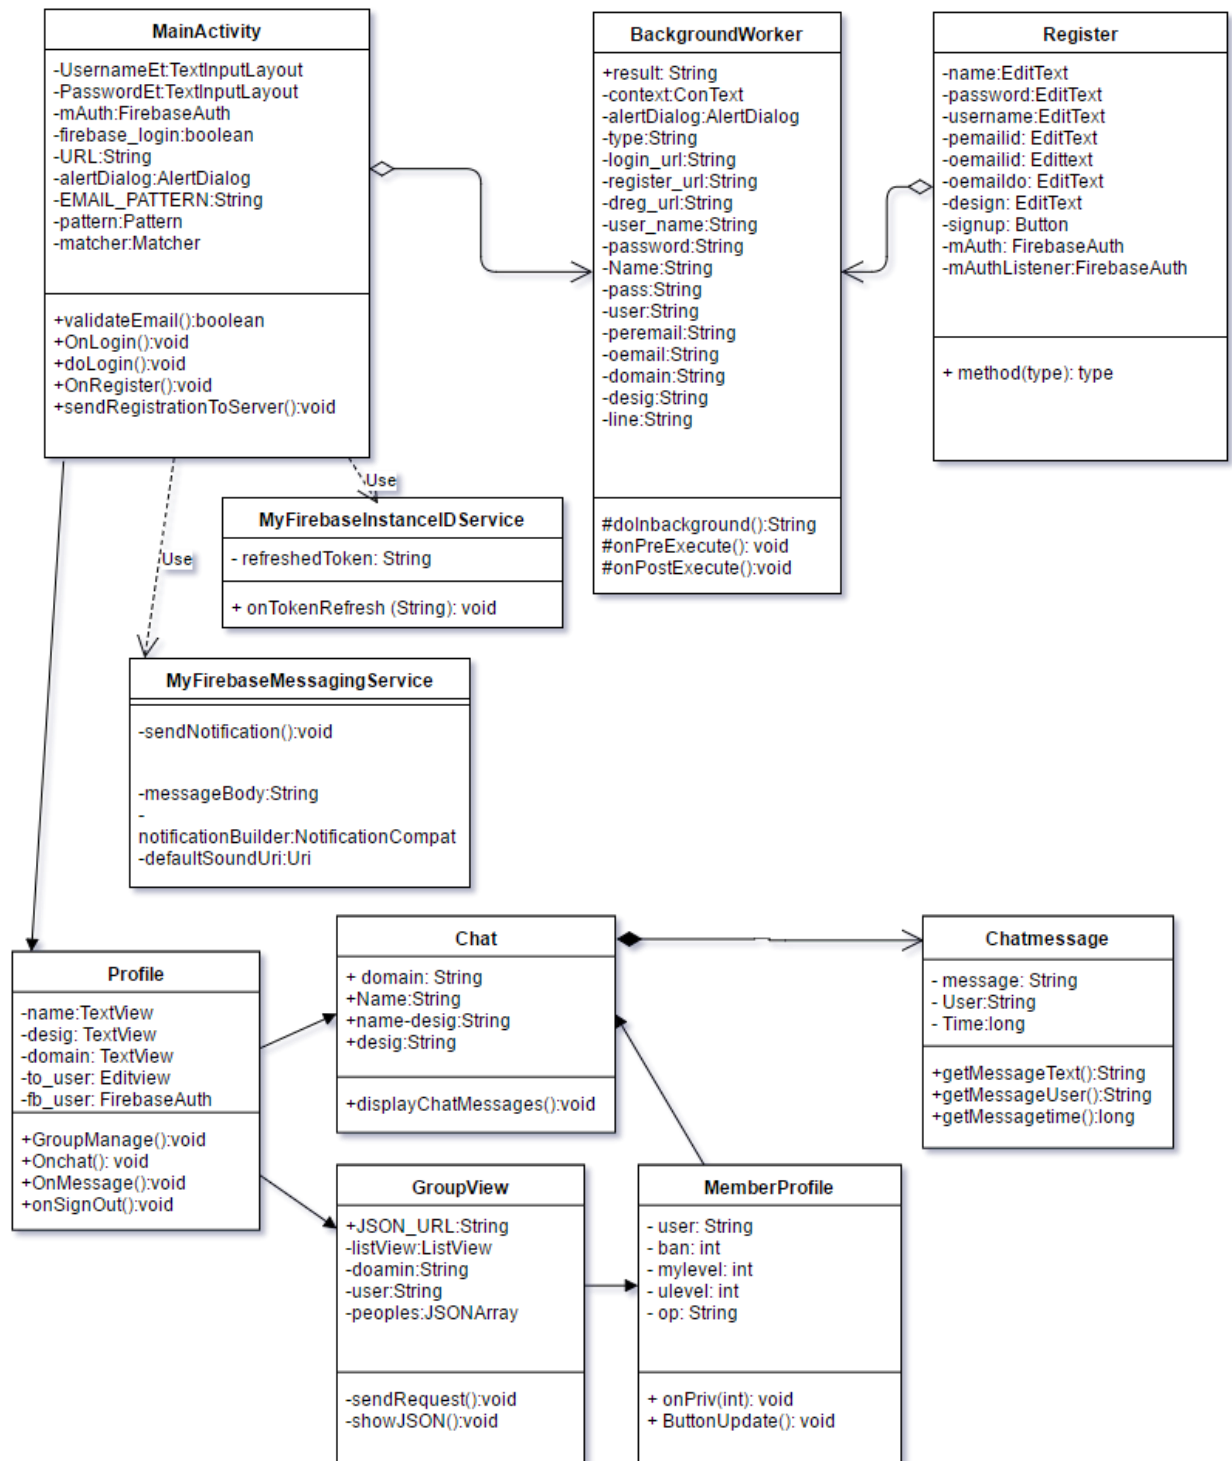 MainActivity
-UsernameEt:TextInputLayout
-PasswordEt:TextInputLayout
-mAuth:FirebaseAuth
-firebase_login:boolean
-URL:String
-alertDialog:AlertDialog
-EMAIL_PATTERN:String
-pattern:Pattern
-matcher:Matcher
+validateEmail():boolean
+OnLogin():void
+doLogin():void
+OnRegister():void
+sendRegistrationToServer():void
BackgroundWorker
+result: String
-context:ConText
-alertDialog:AlertDialog
-type:String
-login_url:String
-register_url:String
-dreg_url:String
-user_name:String
-password:String
-Name:String
-pass:String
-user:String
-peremail:String
-oemail:String
-domain:String
-desig:String
-line:String
#doInbackground():String
#onPreExecute(): void
#onPostExecute():void
Register
-name:EditText
-password:EditText
-username:EditText
-pemailid: EditText
-oemailid: Edittext
-oemaildo: EditText
-design: EditText
-signup: Button
-mAuth: FirebaseAuth
-mAuthListener:FirebaseAuth
+ method(type): type
Use
MyFirebaseInstanceIDService
- refreshedToken: String
+ onTokenRefresh (String): void
Use
MyFirebaseMessagingService
-sendNotification():void
-messageBody:String
-
notificationBuilder:NotificationCompat
-defaultSoundUri:Uri
Profile
-name:TextView
-desig: TextView
-domain: TextView
-to_user: Editview
-fb_user: FirebaseAuth
+GroupManage():void
+Onchat(): void
+OnMessage():void
+onSignOut():void
Chat
+ domain: String
+Name:String
+name-desig:String
+desig:String
+displayChatMessages():void
Chatmessage
- message: String
- User:String
- Time:long
+getMessageText():String
+getMessageUser():String
+getMessagetime():long
GroupView
+JSON_URL:String
-listView:ListView
-doamin:String
-user:String
-peoples:JSONArray
-sendRequest():void
-showJSON():void
MemberProfile
- user: String
- ban: int
- mylevel: int
- ulevel: int
- op: String
+ onPriv(int): void
+ ButtonUpdate(): void